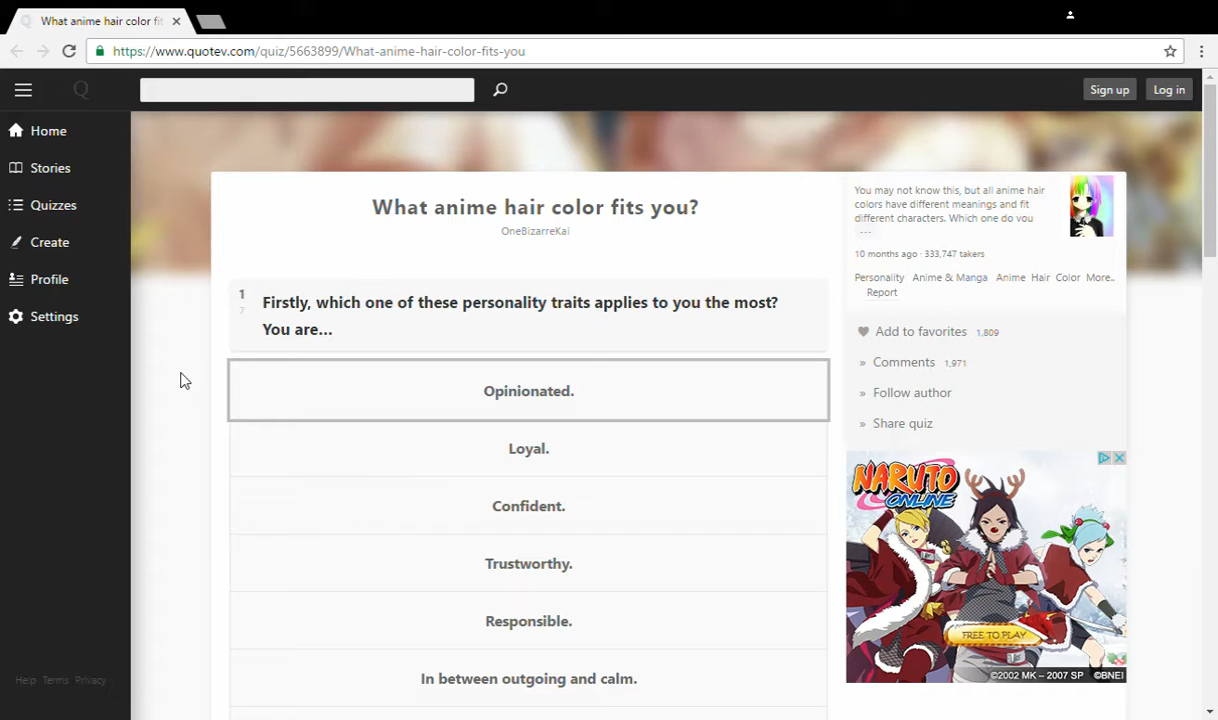 What anime hair color fit
https://www.quotev.com/quiz/5663899/What-anime-hair-color-fits-you
Q
Sign up
Log in
Home
Stories
Quizzes
Create
Profile
Settings
Help Terms Privacy
What anime hair color fits you?
OneBizarreKai
1
7
Firstly, which one of these personality traits applies to you the most?
You are...
Opinionated.
Loyal.
Confident.
Trustworthy.
Responsible.
In between outgoing and calm.
You may not know this, but all anime hair
colors have different meanings and fit
different characters. Which one do you
...
10 months ago · 333,747 takers
Personality Anime & Manga Anime Hair Color More..
Report
Add to favorites 1,809
» Comments 1,971
» Follow author
» Share quiz
NARUTO
ONLINE
FREE TO PLAY
©2002 MK – 2007 SP ©BNEI